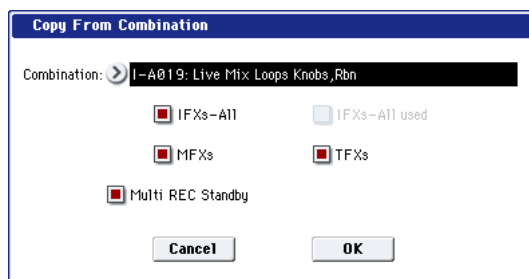 Copy From Combination
Combination: I-A019: Live Mix Loops Knobs,Rbn
IFXs-All IFXs-All used
MFXs TFXs
Multi REC Standby
Cancel OK